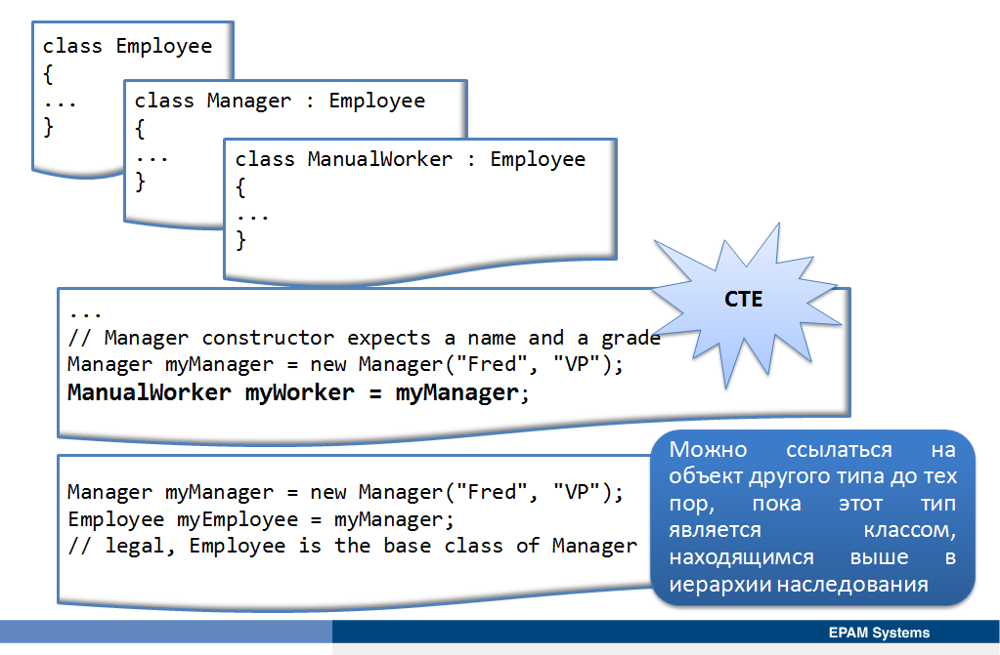 class Employee
{
...
}
class Manager : Employee
{
...
}
class ManualWorker : Employee
{
...
}
CTE
...
// Manager constructor expects a name and a grade
Manager myManager = new Manager("Fred", "VP");
ManualWorker myWorker = myManager;
Manager myManager = new Manager("Fred", "VP");
Employee myEmployee = myManager;
// legal, Employee is the base class of Manager
Можно ссылаться на
объект другого типа до тех
пор, пока этот тип
является классом,
находящимся выше в
иерархии наследования
EPAM Systems